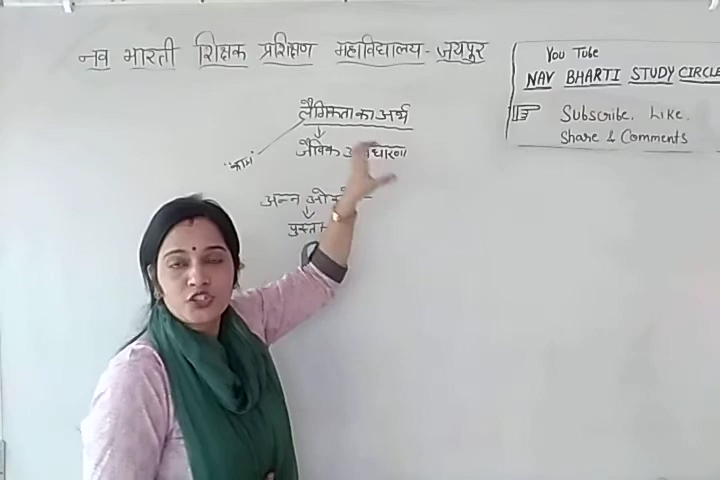 नव भारती शिक्षक प्रशिक्षण महाविद्यालय - जयपुर
You Tube
NAV BHARTI STUDY CIRCLE
Subscribe. Like.
Share & Comments
लैंगिकता का अर्थ
जैविक
"काम"
अन्न